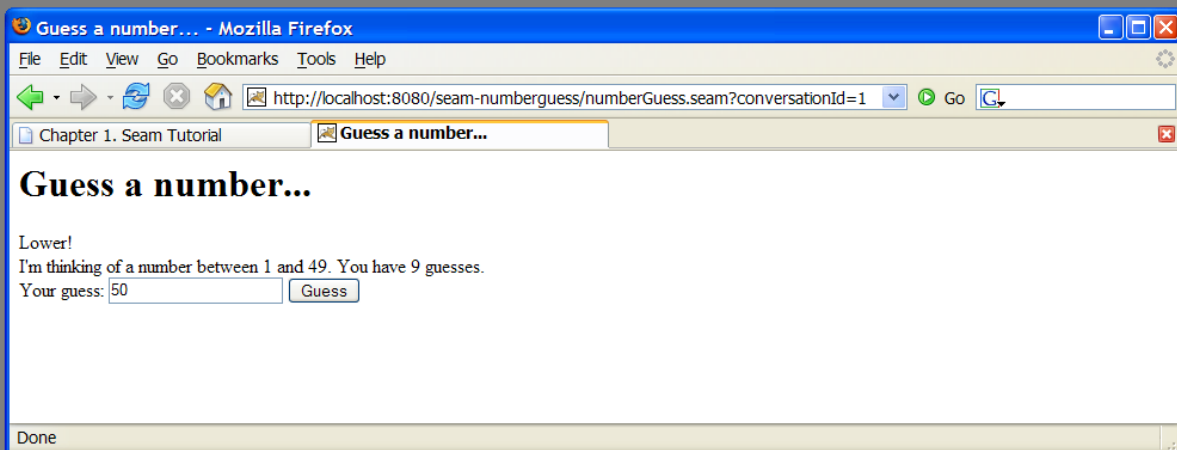 Guess a number... - Mozilla Firefox
File Edit View Go Bookmarks Tools Help
http://localhost:8080/seam-numberguess/numberGuess.seam?conversationId=1 Go G
Chapter 1. Seam Tutorial Guess a number...
Guess a number...
Lower!
I'm thinking of a number between 1 and 49. You have 9 guesses.
Your guess: 50 Guess
Done